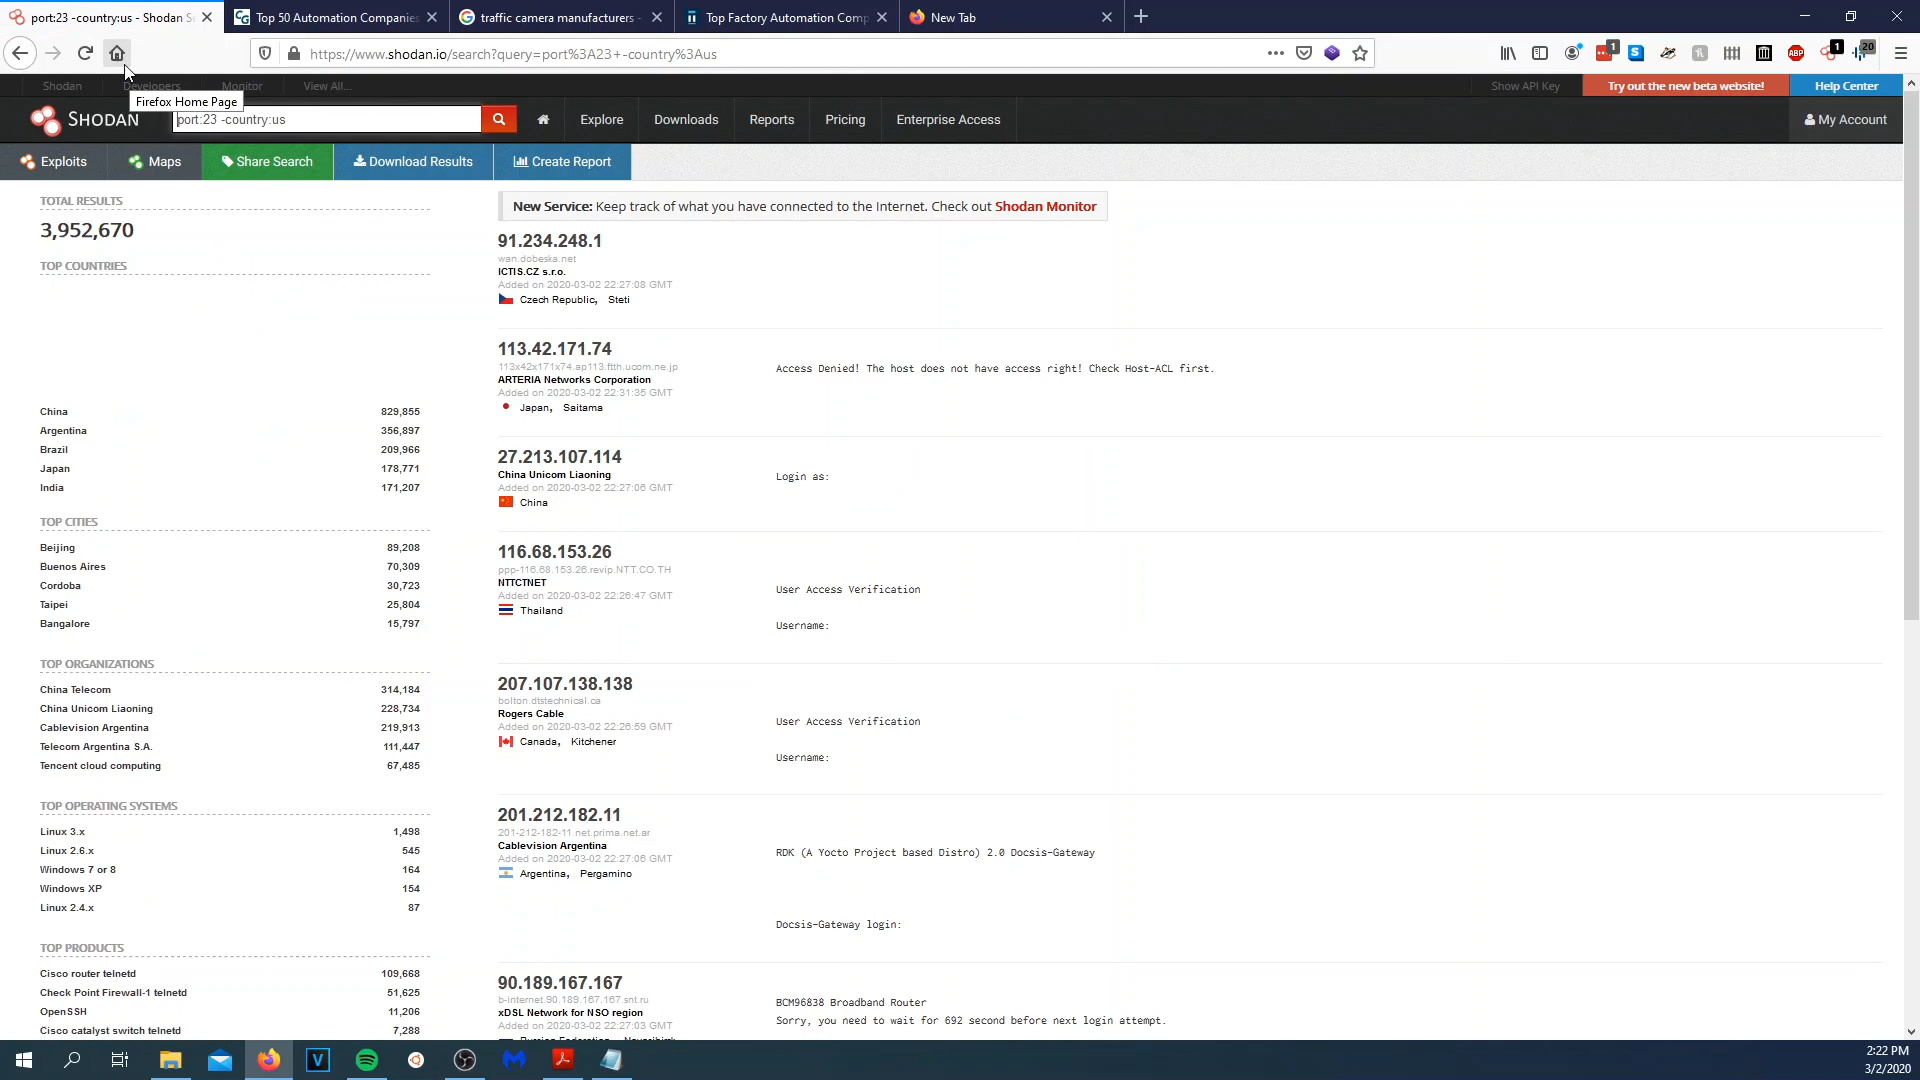 port:23 -country:us - Shodan S
Top 50 Automation Companies
traffic camera manufacturers -
Top Factory Automation Comp
New Tab
https://www.shodan.io/search?query=port%3A23+-country%3Aus
1
1
20
Shodan
Developers
Monitor
View All...
Show API Key
Try out the new beta website!
Help Center
Firefox Home Page
SHODAN
port:23 -country:us
Explore
Downloads
Reports
Pricing
Enterprise Access
My Account
Exploits
Maps
Share Search
Download Results
Create Report
TOTAL RESULTS
3,952,670
TOP COUNTRIES
China 829,855
Argentina 356,897
Brazil 209,966
Japan 178,771
India 171,207
TOP CITIES
Beijing 89,208
Buenos Aires 70,309
Cordoba 30,723
Taipei 25,804
Bangalore 15,797
TOP ORGANIZATIONS
China Telecom 314,184
China Unicom Liaoning 228,734
Cablevision Argentina 219,913
Telecom Argentina S.A. 111,447
Tencent cloud computing 67,485
TOP OPERATING SYSTEMS
Linux 3.x 1,498
Linux 2.6.x 545
Windows 7 or 8 164
Windows XP 154
Linux 2.4.x 87
TOP PRODUCTS
Cisco router telnetd 109,668
Check Point Firewall-1 telnetd 51,625
OpenSSH 11,206
Cisco catalyst switch telnetd 7,288
New Service: Keep track of what you have connected to the Internet. Check out Shodan Monitor
91.234.248.1
wan.dobeska.net
ICTIS.CZ s.r.o.
Added on 2020-03-02 22:27:08 GMT
Czech Republic, Steti
113.42.171.74
113x42x171x74.ap113.ftth.ucom.ne.jp
ARTERIA Networks Corporation
Added on 2020-03-02 22:31:35 GMT
Japan, Saitama
Access Denied! The host does not have access right! Check Host-ACL first.
27.213.107.114
China Unicom Liaoning
Added on 2020-03-02 22:27:06 GMT
China
Login as:
116.68.153.26
ppp-116.68.153.26.revip.NTT.CO.TH
NTTCTNET
Added on 2020-03-02 22:26:47 GMT
Thailand
User Access Verification
Username:
207.107.138.138
bolton.dtstechnical.ca
Rogers Cable
Added on 2020-03-02 22:26:59 GMT
Canada, Kitchener
User Access Verification
Username:
201.212.182.11
201-212-182-11.net.prima.net.ar
Cablevision Argentina
Added on 2020-03-02 22:27:06 GMT
Argentina, Pergamino
RDK (A Yocto Project based Distro) 2.0 Docsis-Gateway
Docsis-Gateway login:
90.189.167.167
b-internet.90.189.167.167.snt.ru
xDSL Network for NSO region
Added on 2020-03-02 22:27:03 GMT
BCM96838 Broadband Router
Sorry, you need to wait for 692 second before next login attempt.
2:22 PM
3/2/2020